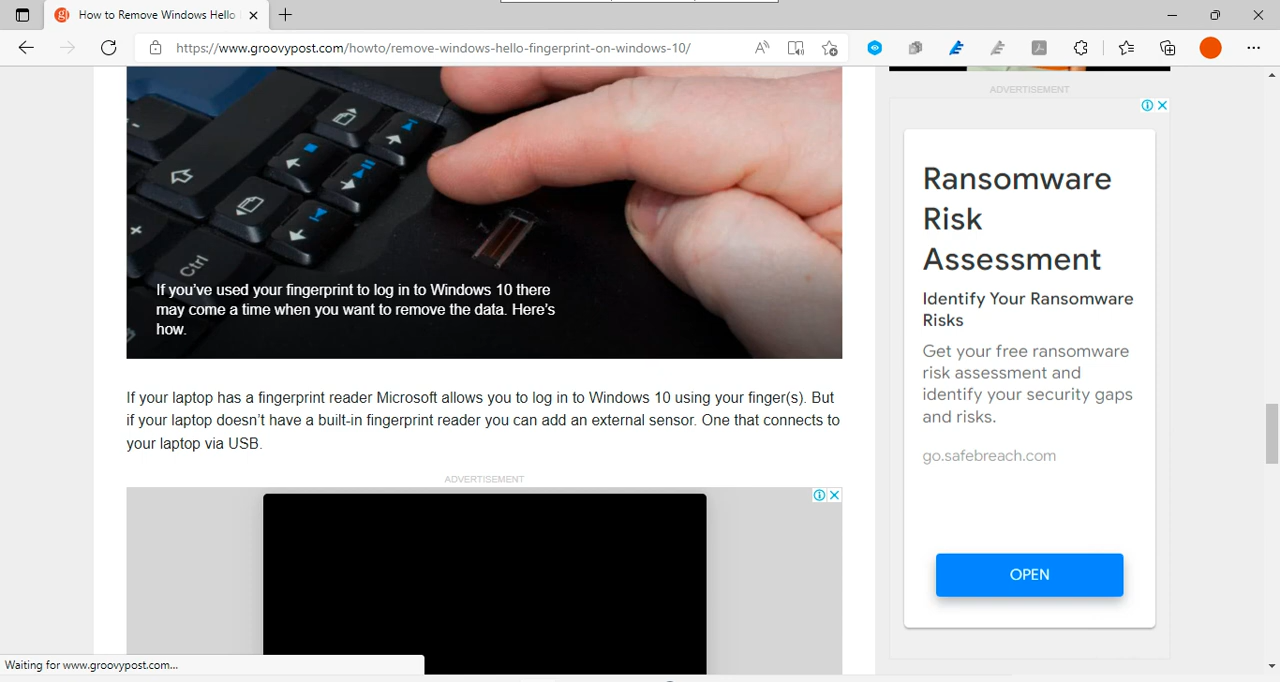 How to Remove Windows Hello
https://www.groovypost.com/howto/remove-windows-hello-fingerprint-on-windows-10/
Ctrl
If you've used your fingerprint to log in to Windows 10 there
may come a time when you want to remove the data. Here's
how.
If your laptop has a fingerprint reader Microsoft allows you to log in to Windows 10 using your finger(s). But
if your laptop doesn't have a built-in fingerprint reader you can add an external sensor. One that connects to
your laptop via USB.
ADVERTISEMENT
ADVERTISEMENT
Ransomware
Risk
Assessment
Identify Your Ransomware
Risks
Get your free ransomware
risk assessment and
identify your security gaps
and risks.
go.safebreach.com
OPEN
Waiting for www.groovypost.com...